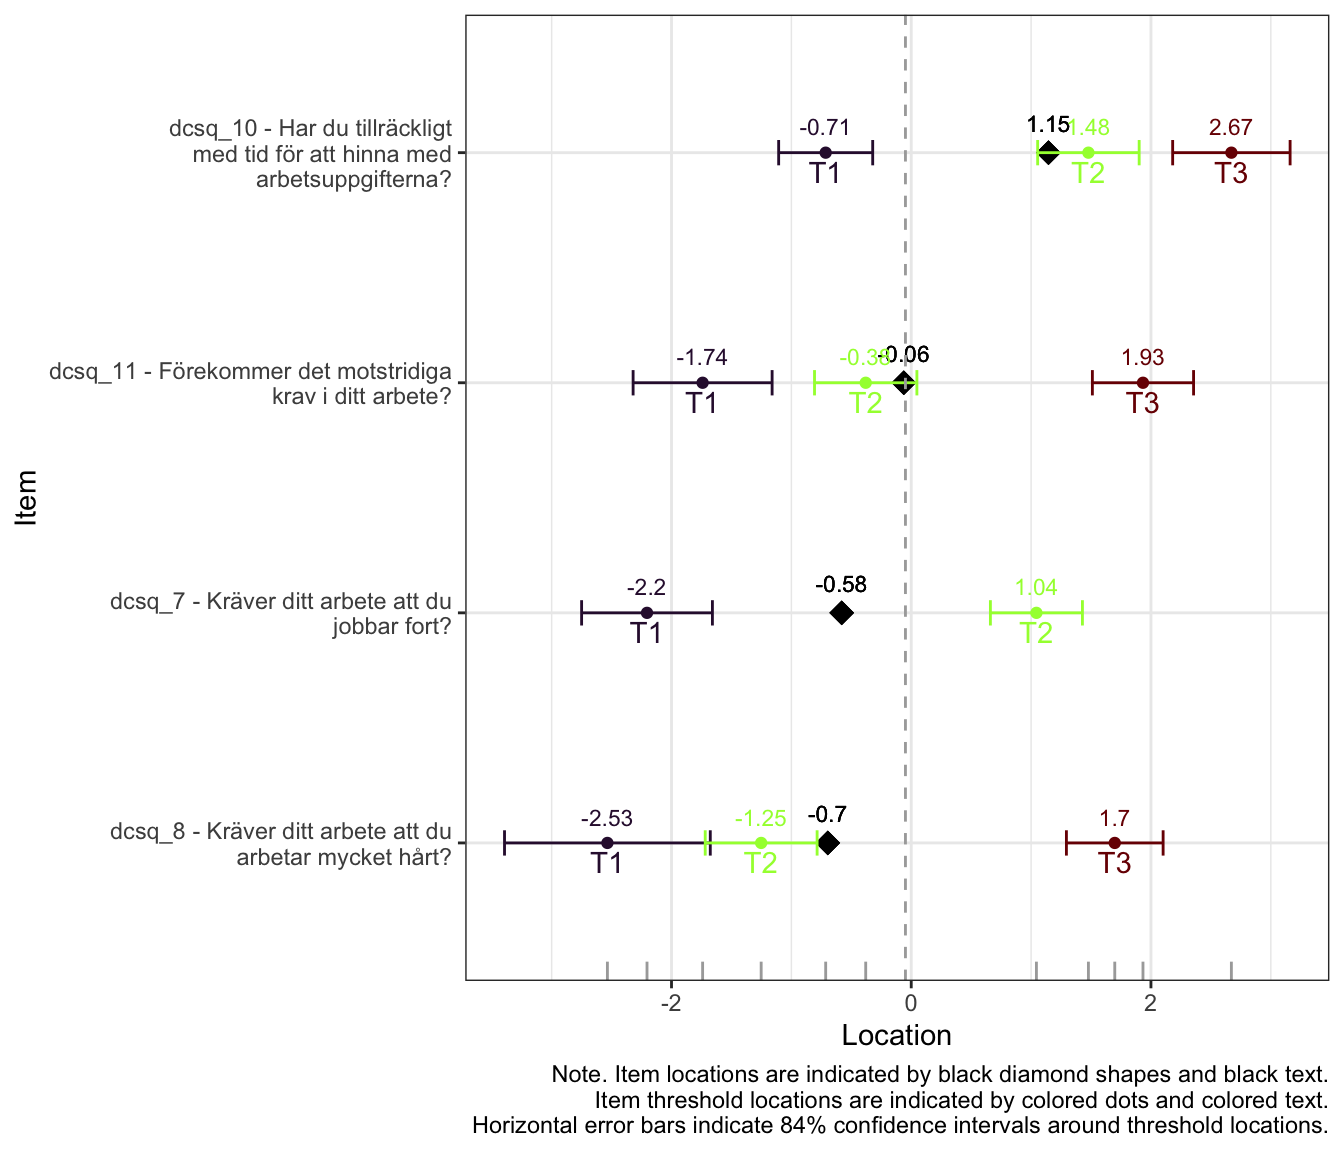 dcsq_10 - Har du tillräckligt
med tid för att hinna med
arbetsuppgifterna?
-0.71
1.15
1.48
2.67
T1
T2
T3
dcsq_11 - Förekommer det motstridiga
krav i ditt arbete?
-1.74
-0.38
-0.06
1.93
T1
T2
T3
Item
dcsq_7 - Kräver ditt arbete att du
jobbar fort?
-2.2
-0.58
1.04
T1
T2
dcsq_8 - Kräver ditt arbete att du
arbetar mycket hårt?
-2.53
-1.25
-0.7
1.7
T1
T2
T3
-2
0
2
Location
Note. Item locations are indicated by black diamond shapes and black text.
Item threshold locations are indicated by colored dots and colored text.
Horizontal error bars indicate 84% confidence intervals around threshold locations.